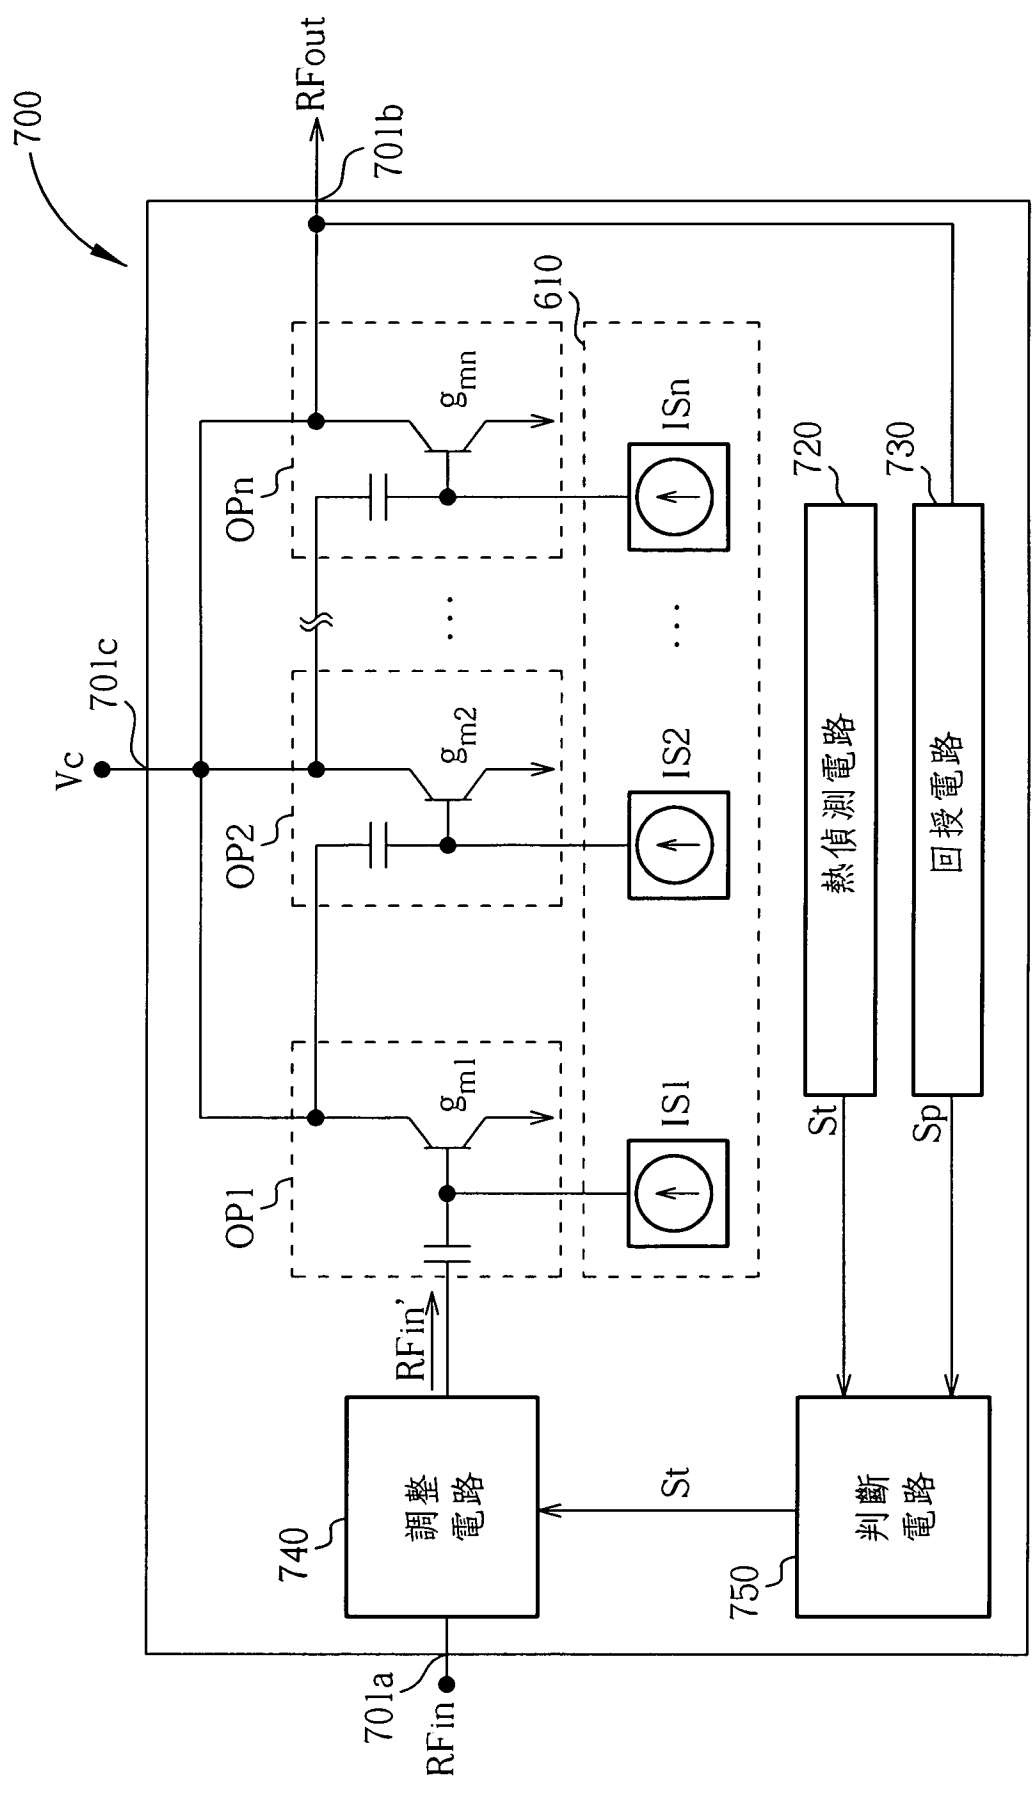 700
Vc
701c
RFout
701b
OP1
OP2
OPn
gm1
gm2
gmn
610
RFin
701a
740
調整
電路
RFin’
IS1
IS2
ISn
...
...
St
750
判斷
電路
St
Sp
熱偵測電路
720
回授電路
730